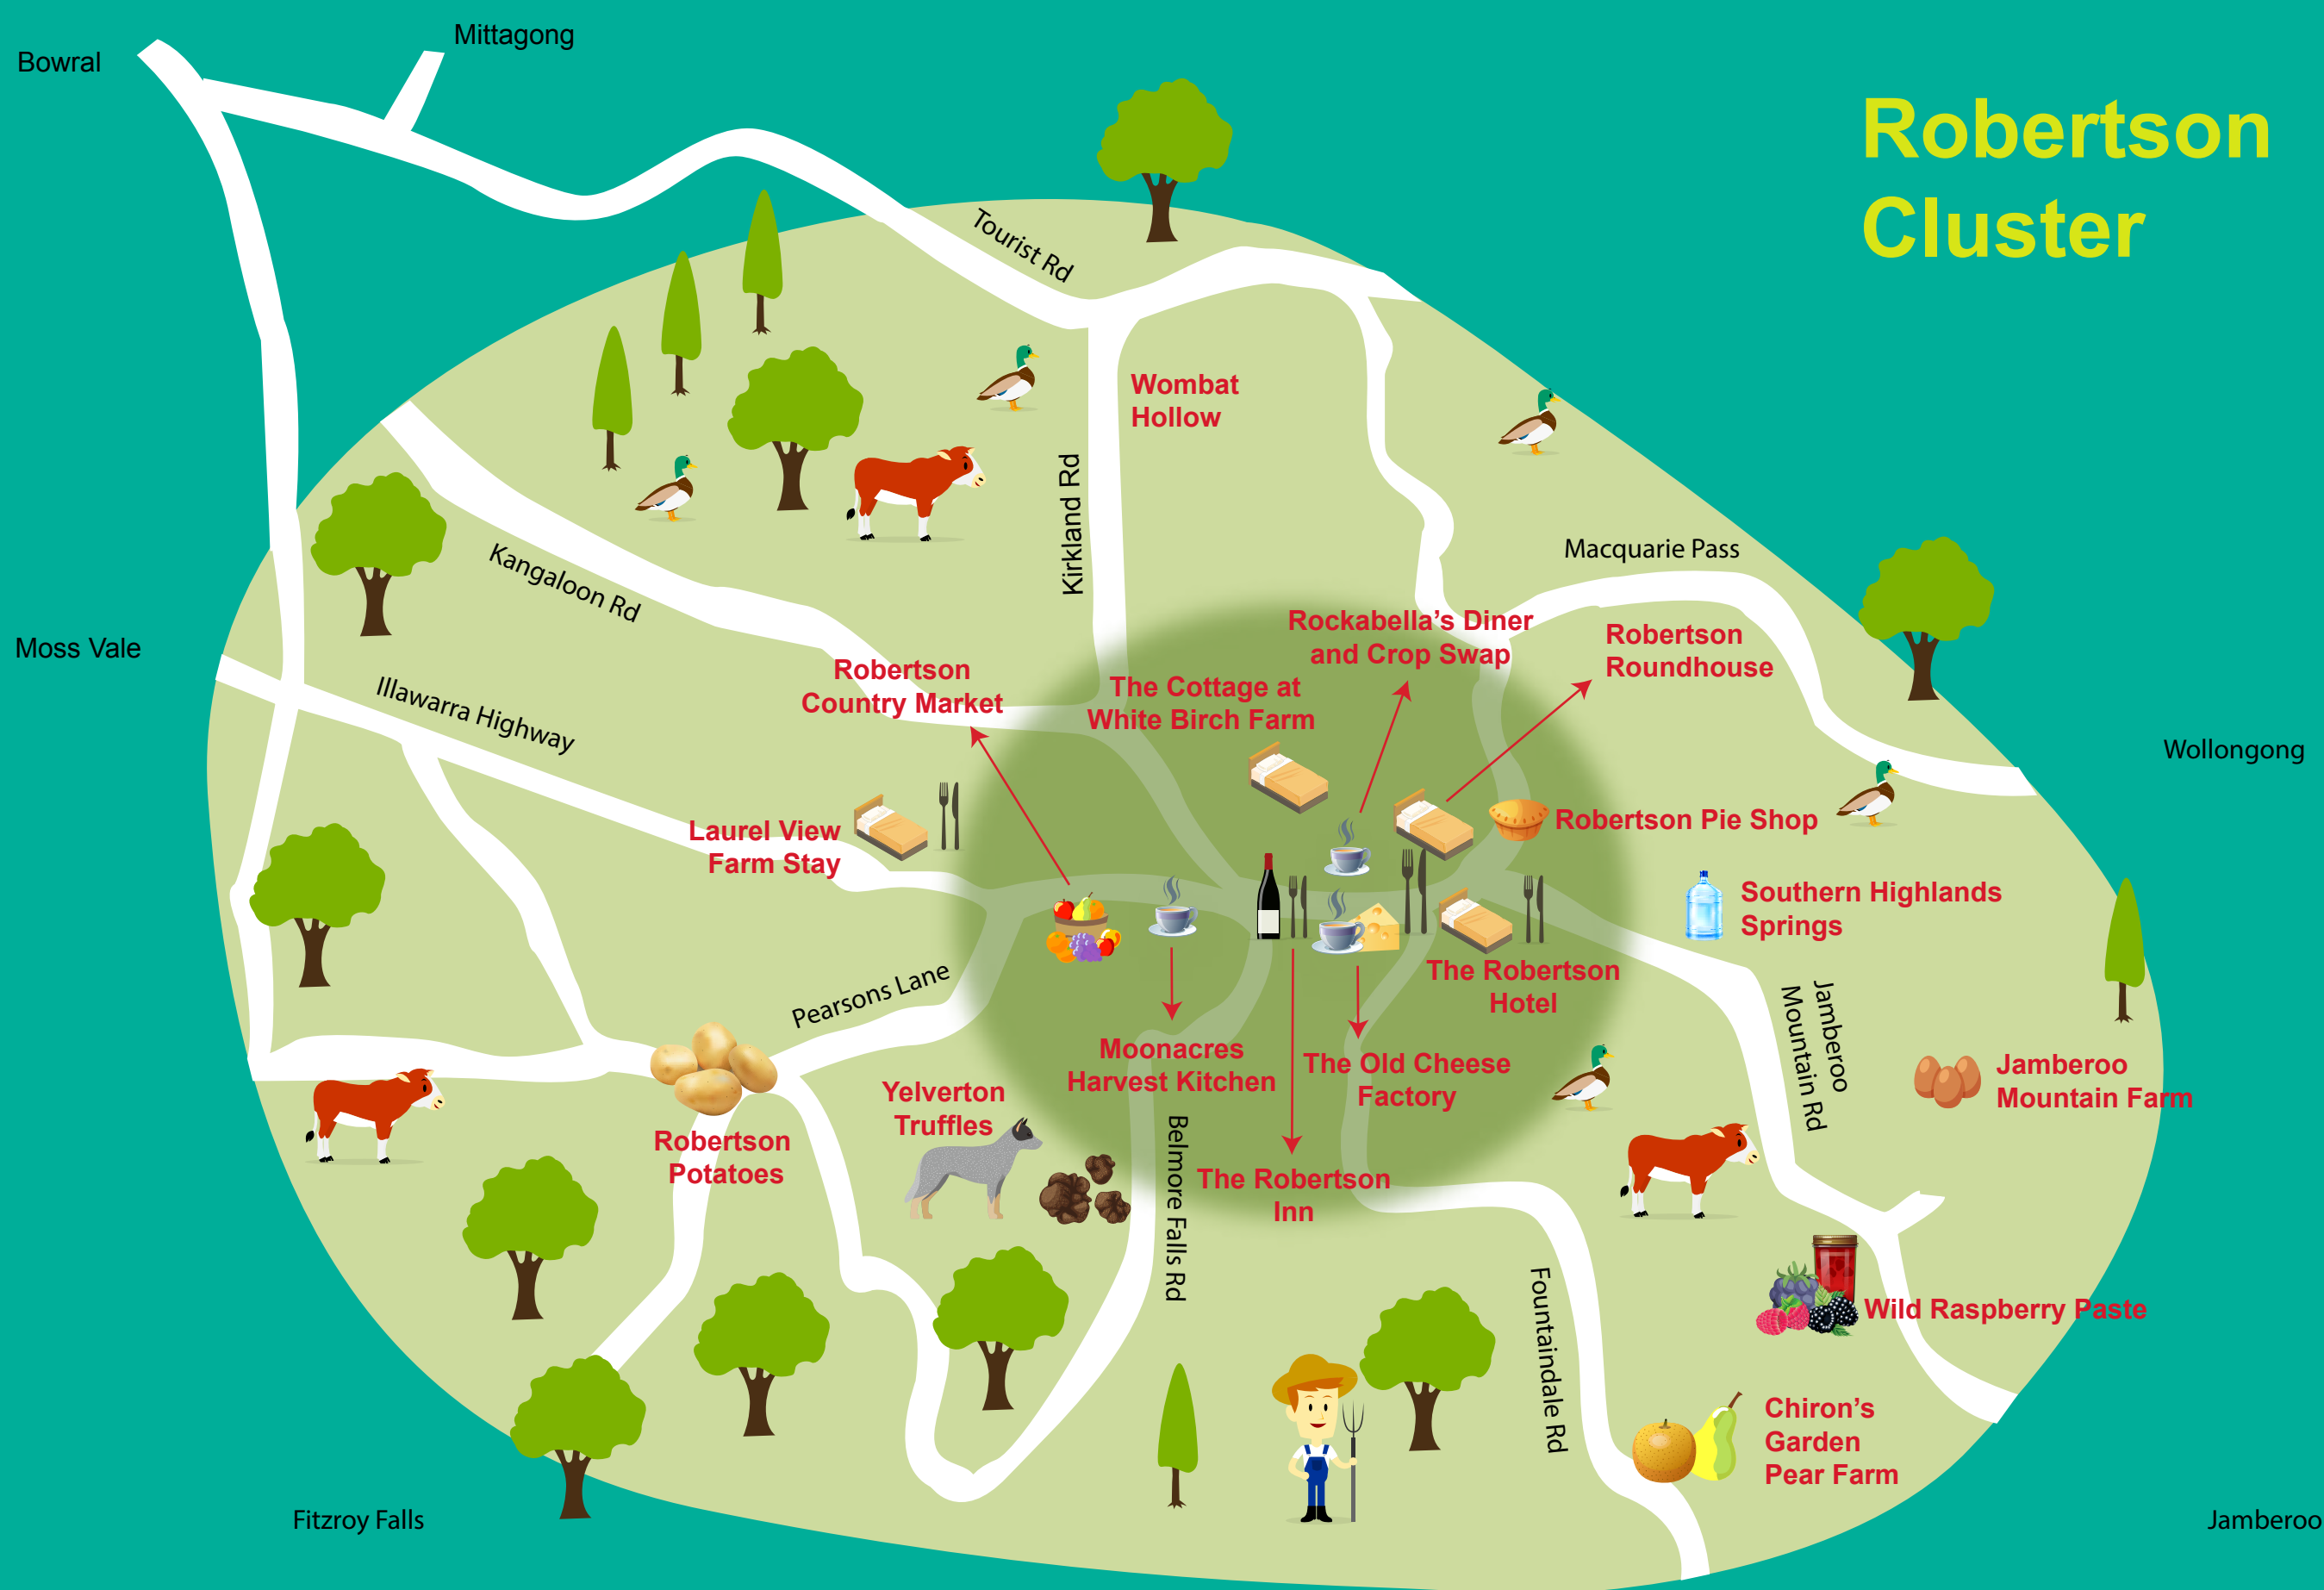 Mittagong
Bowral
Robertson
Cluster
Tourist Rd
Wombat
Hollow
Kirkland Rd
Kangaloon Rd
Macquarie Pass
Moss Vale
Rockabella’s Diner
and Crop Swap
Robertson
Roundhouse
Robertson
Country Market
The Cottage at
White Birch Farm
Illawarra Highway
Wollongong
Laurel View
Farm Stay
Robertson Pie Shop
Southern Highlands
Springs
Pearsons Lane
The Robertson
Hotel
Jamberoo
Mountain Rd
Moonacres
Harvest Kitchen
The Old Cheese
Factory
Jamberoo
Mountain Farm
Yelverton
Truffles
Robertson
Potatoes
Belmore Falls Rd
The Robertson
Inn
Wild Raspberry Paste
Fountaindale Rd
Chiron’s
Garden
Pear Farm
Fitzroy Falls
Jamberoo